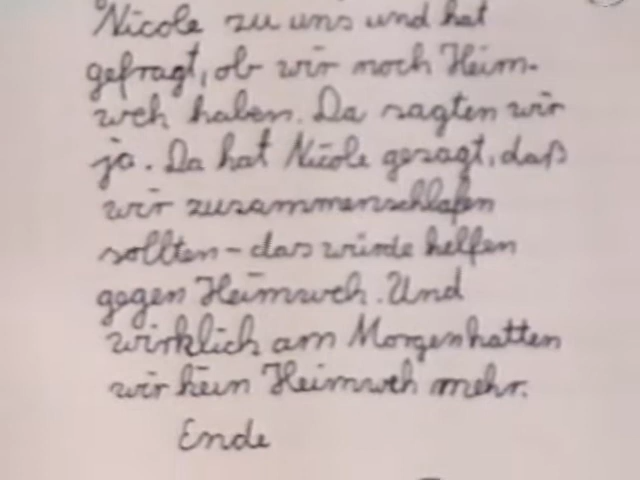 Nicole zu uns und hat
gefragt, ob wir noch Heim-
weh haben. Da sagten wir
ja. Da hat Nicole gesagt, daß
wir zusammenschlafen
sollten - das würde helfen
gegen Heimweh. Und
wirklich am Morgen hatten
wir kein Heimweh mehr.
Ende